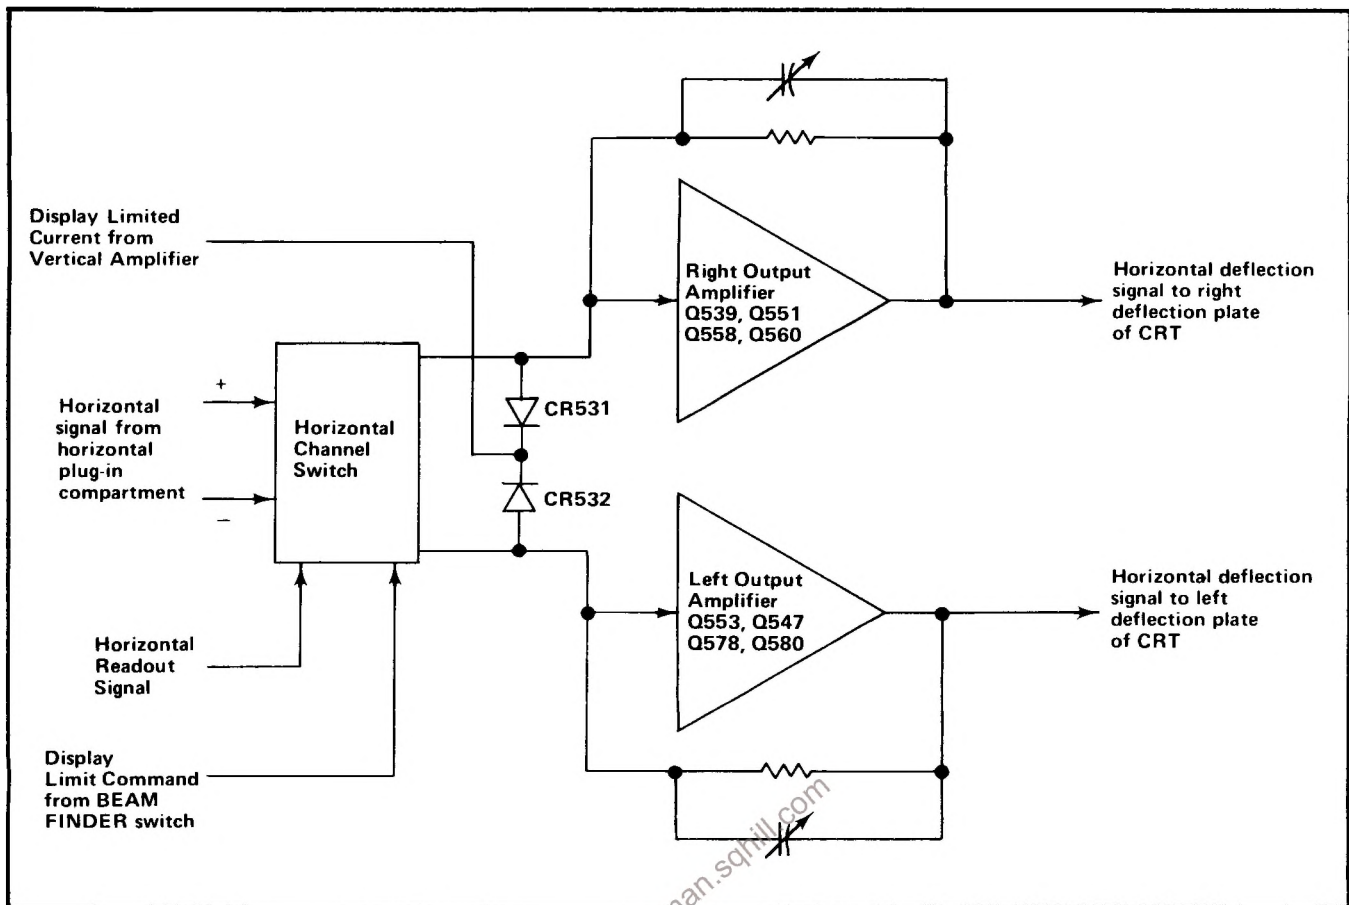 Display Limited
Current from
Vertical Amplifier
Right Output
Amplifier
Q539, Q551
Q558, Q560
Horizontal deflection
signal to right
deflection plate
of CRT
+
Horizontal
signal from
horizontal
plug-in
compartment
−
Horizontal
Channel
Switch
CR531
CR532
Left Output
Amplifier
Q553, Q547
Q578, Q580
Horizontal deflection
signal to left
deflection plate
of CRT
Horizontal
Readout
Signal
Display
Limit Command
from BEAM
FINDER switch